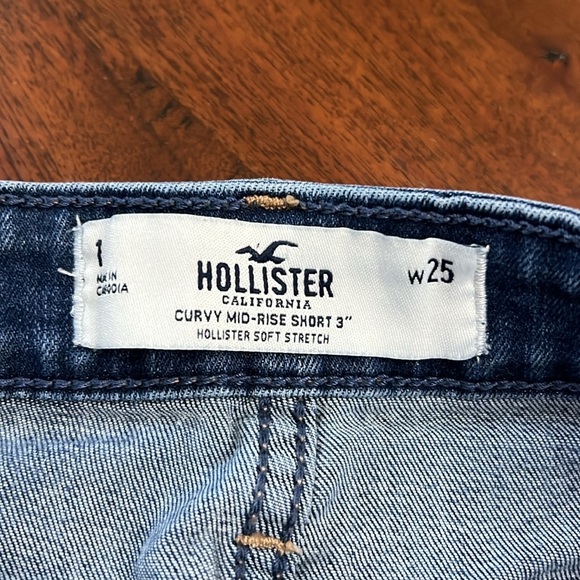 1
MADE IN
CAMBODIA
HOLLISTER
CALIFORNIA
CURVY MID-RISE SHORT 3"
HOLLISTER SOFT STRETCH
W25